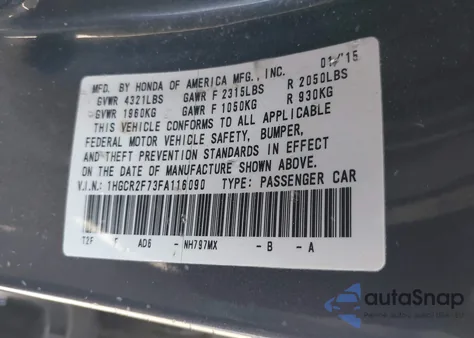 MFD. BY HONDA OF AMERICA MFG., INC. 01/15
GVWR 4321LBS GAWR F 2315LBS R 2050LBS
GVWR 1960KG GAWR F 1050KG R 930KG
THIS VEHICLE CONFORMS TO ALL APPLICABLE
FEDERAL MOTOR VEHICLE SAFETY, BUMPER,
AND THEFT PREVENTION STANDARDS IN EFFECT
ON THE DATE OF MANUFACTURE SHOWN ABOVE.
V.I.N.: 1HGCR2F73FA116090 TYPE: PASSENGER CAR
T2F F AD6 - NH797MX - B - A
autoSnap